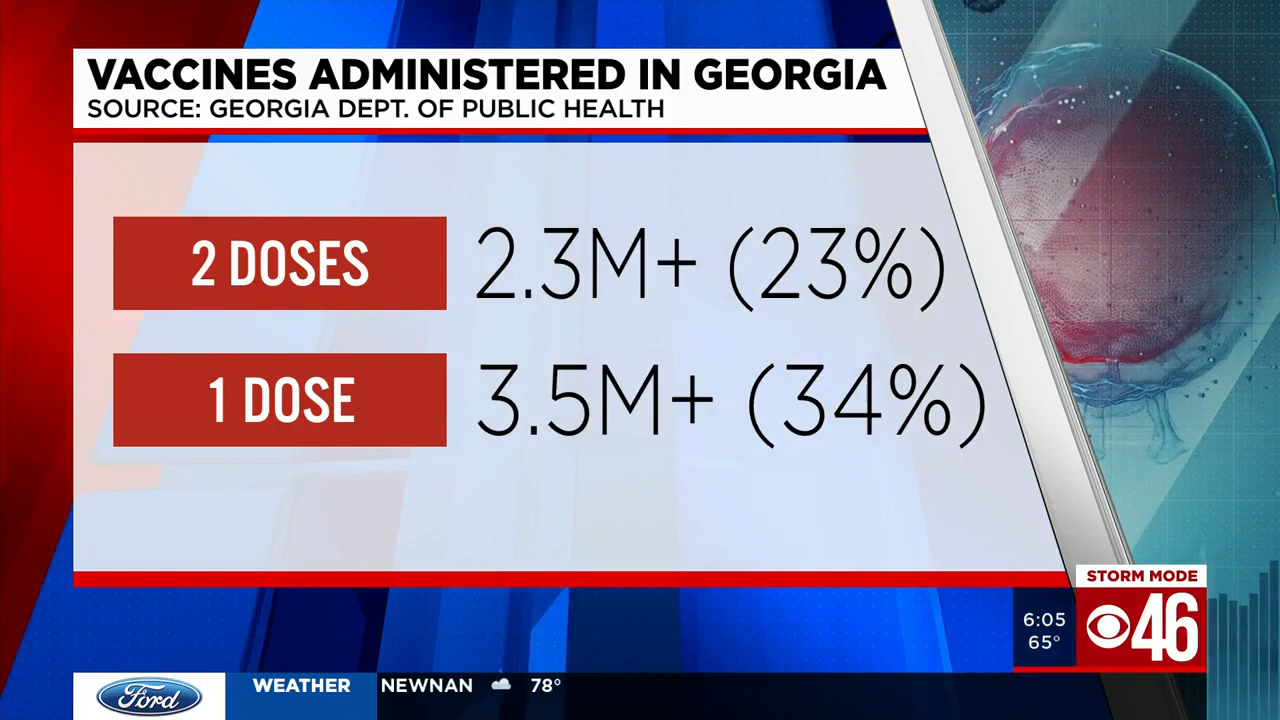 VACCINES ADMINISTERED IN GEORGIA
SOURCE: GEORGIA DEPT. OF PUBLIC HEALTH
2 DOSES 2.3M+ (23%)
1 DOSE 3.5M+ (34%)
STORM MODE
6:05
65°
46
Ford WEATHER NEWNAN 78°